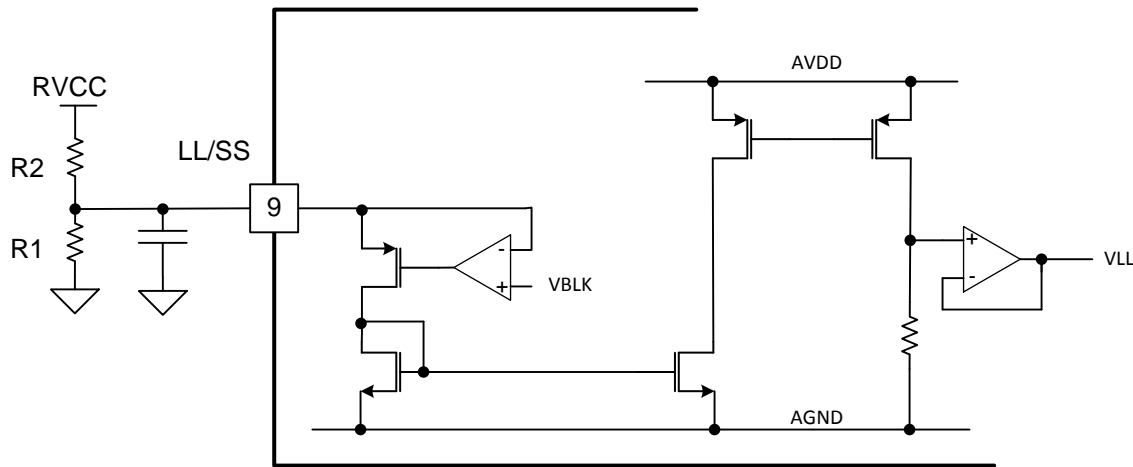 AVDD
RVCC
LL/SS
R2
9
R1
-
+
VBLK
+
-
VLL
AGND